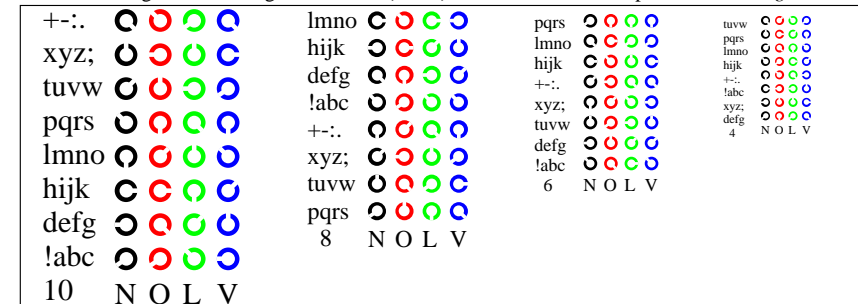 +-:.
xyz;
tuvw
pqrs
lmno
hijk
defg
!abc
10 N O L V
lmno
hijk
defg
!abc
+-:.
xyz;
tuvw
pqrs
8 N O L V
pqrs
lmno
hijk
+-:.
xyz;
tuvw
defg
!abc
6 N O L V
tuvw
pqrs
lmno
hijk
+-:.
!abc
xyz;
defg
4 N O L V